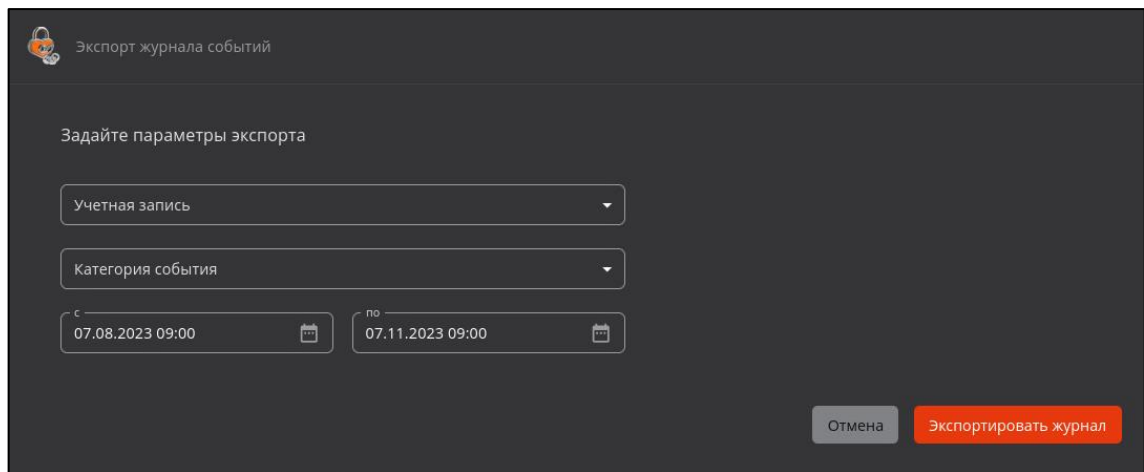 Экспорт журнала событий
Задайте параметры экспорта
Учетная запись
Категория события
с по
07.08.2023 09:00 07.11.2023 09:00
Отмена Экспортировать журнал